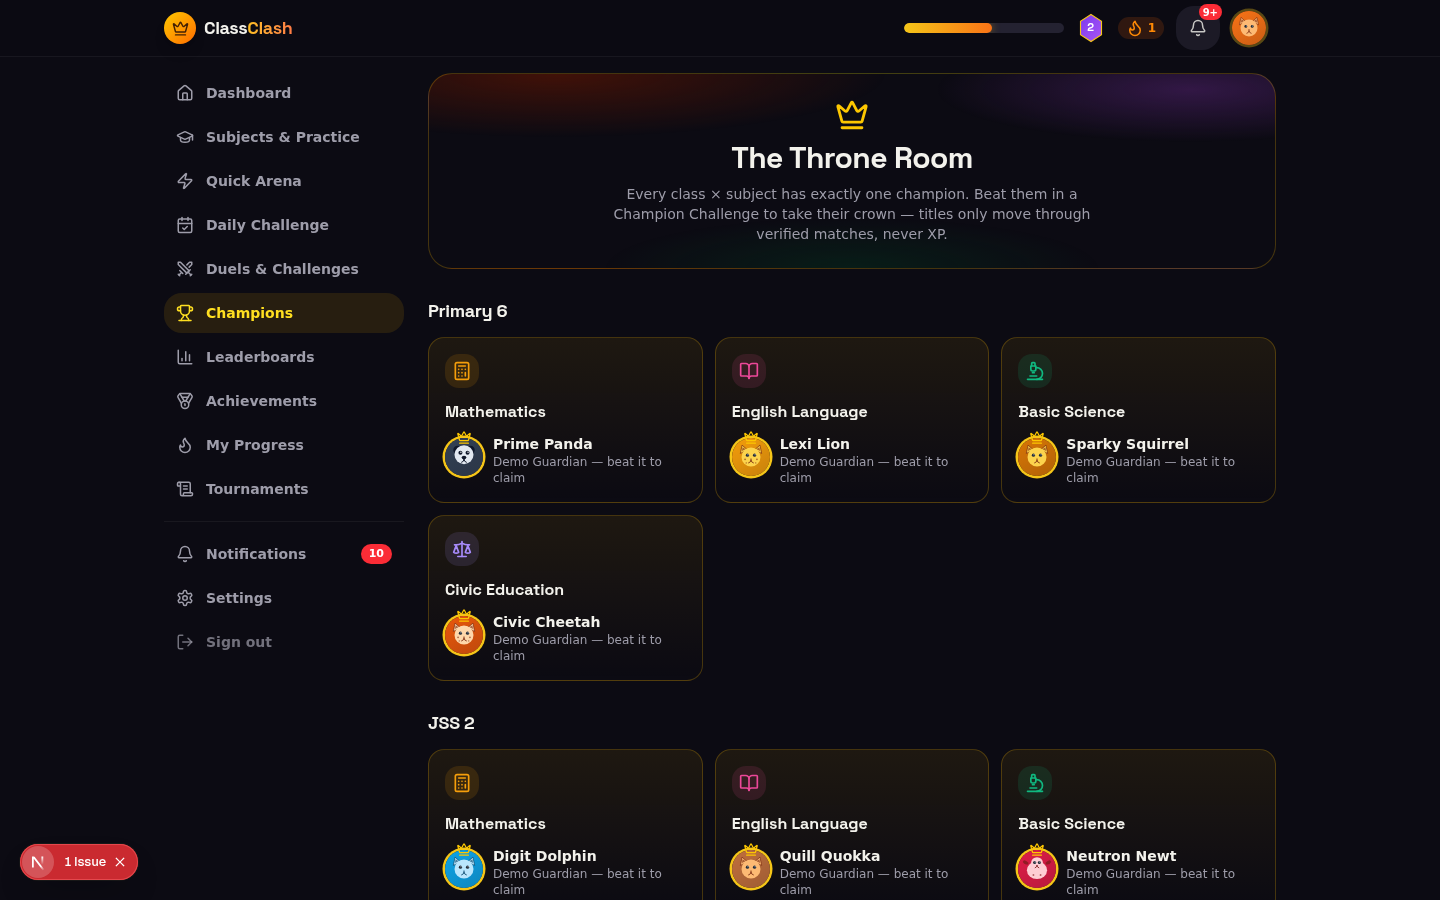 ClassClash
2
1
9+
Dashboard
Subjects & Practice
Quick Arena
Daily Challenge
Duels & Challenges
Champions
Leaderboards
Achievements
My Progress
Tournaments
Notifications
10
Settings
Sign out
The Throne Room
Every class × subject has exactly one champion. Beat them in a
Champion Challenge to take their crown — titles only move through
verified matches, never XP.
Primary 6
Mathematics
Prime Panda
Demo Guardian — beat it to
claim
English Language
Lexi Lion
Demo Guardian — beat it to
claim
Basic Science
Sparky Squirrel
Demo Guardian — beat it to
claim
Civic Education
Civic Cheetah
Demo Guardian — beat it to
claim
JSS 2
Mathematics
Digit Dolphin
Demo Guardian — beat it to
claim
English Language
Quill Quokka
Demo Guardian — beat it to
claim
Basic Science
Neutron Newt
Demo Guardian — beat it to
claim
N
1 Issue